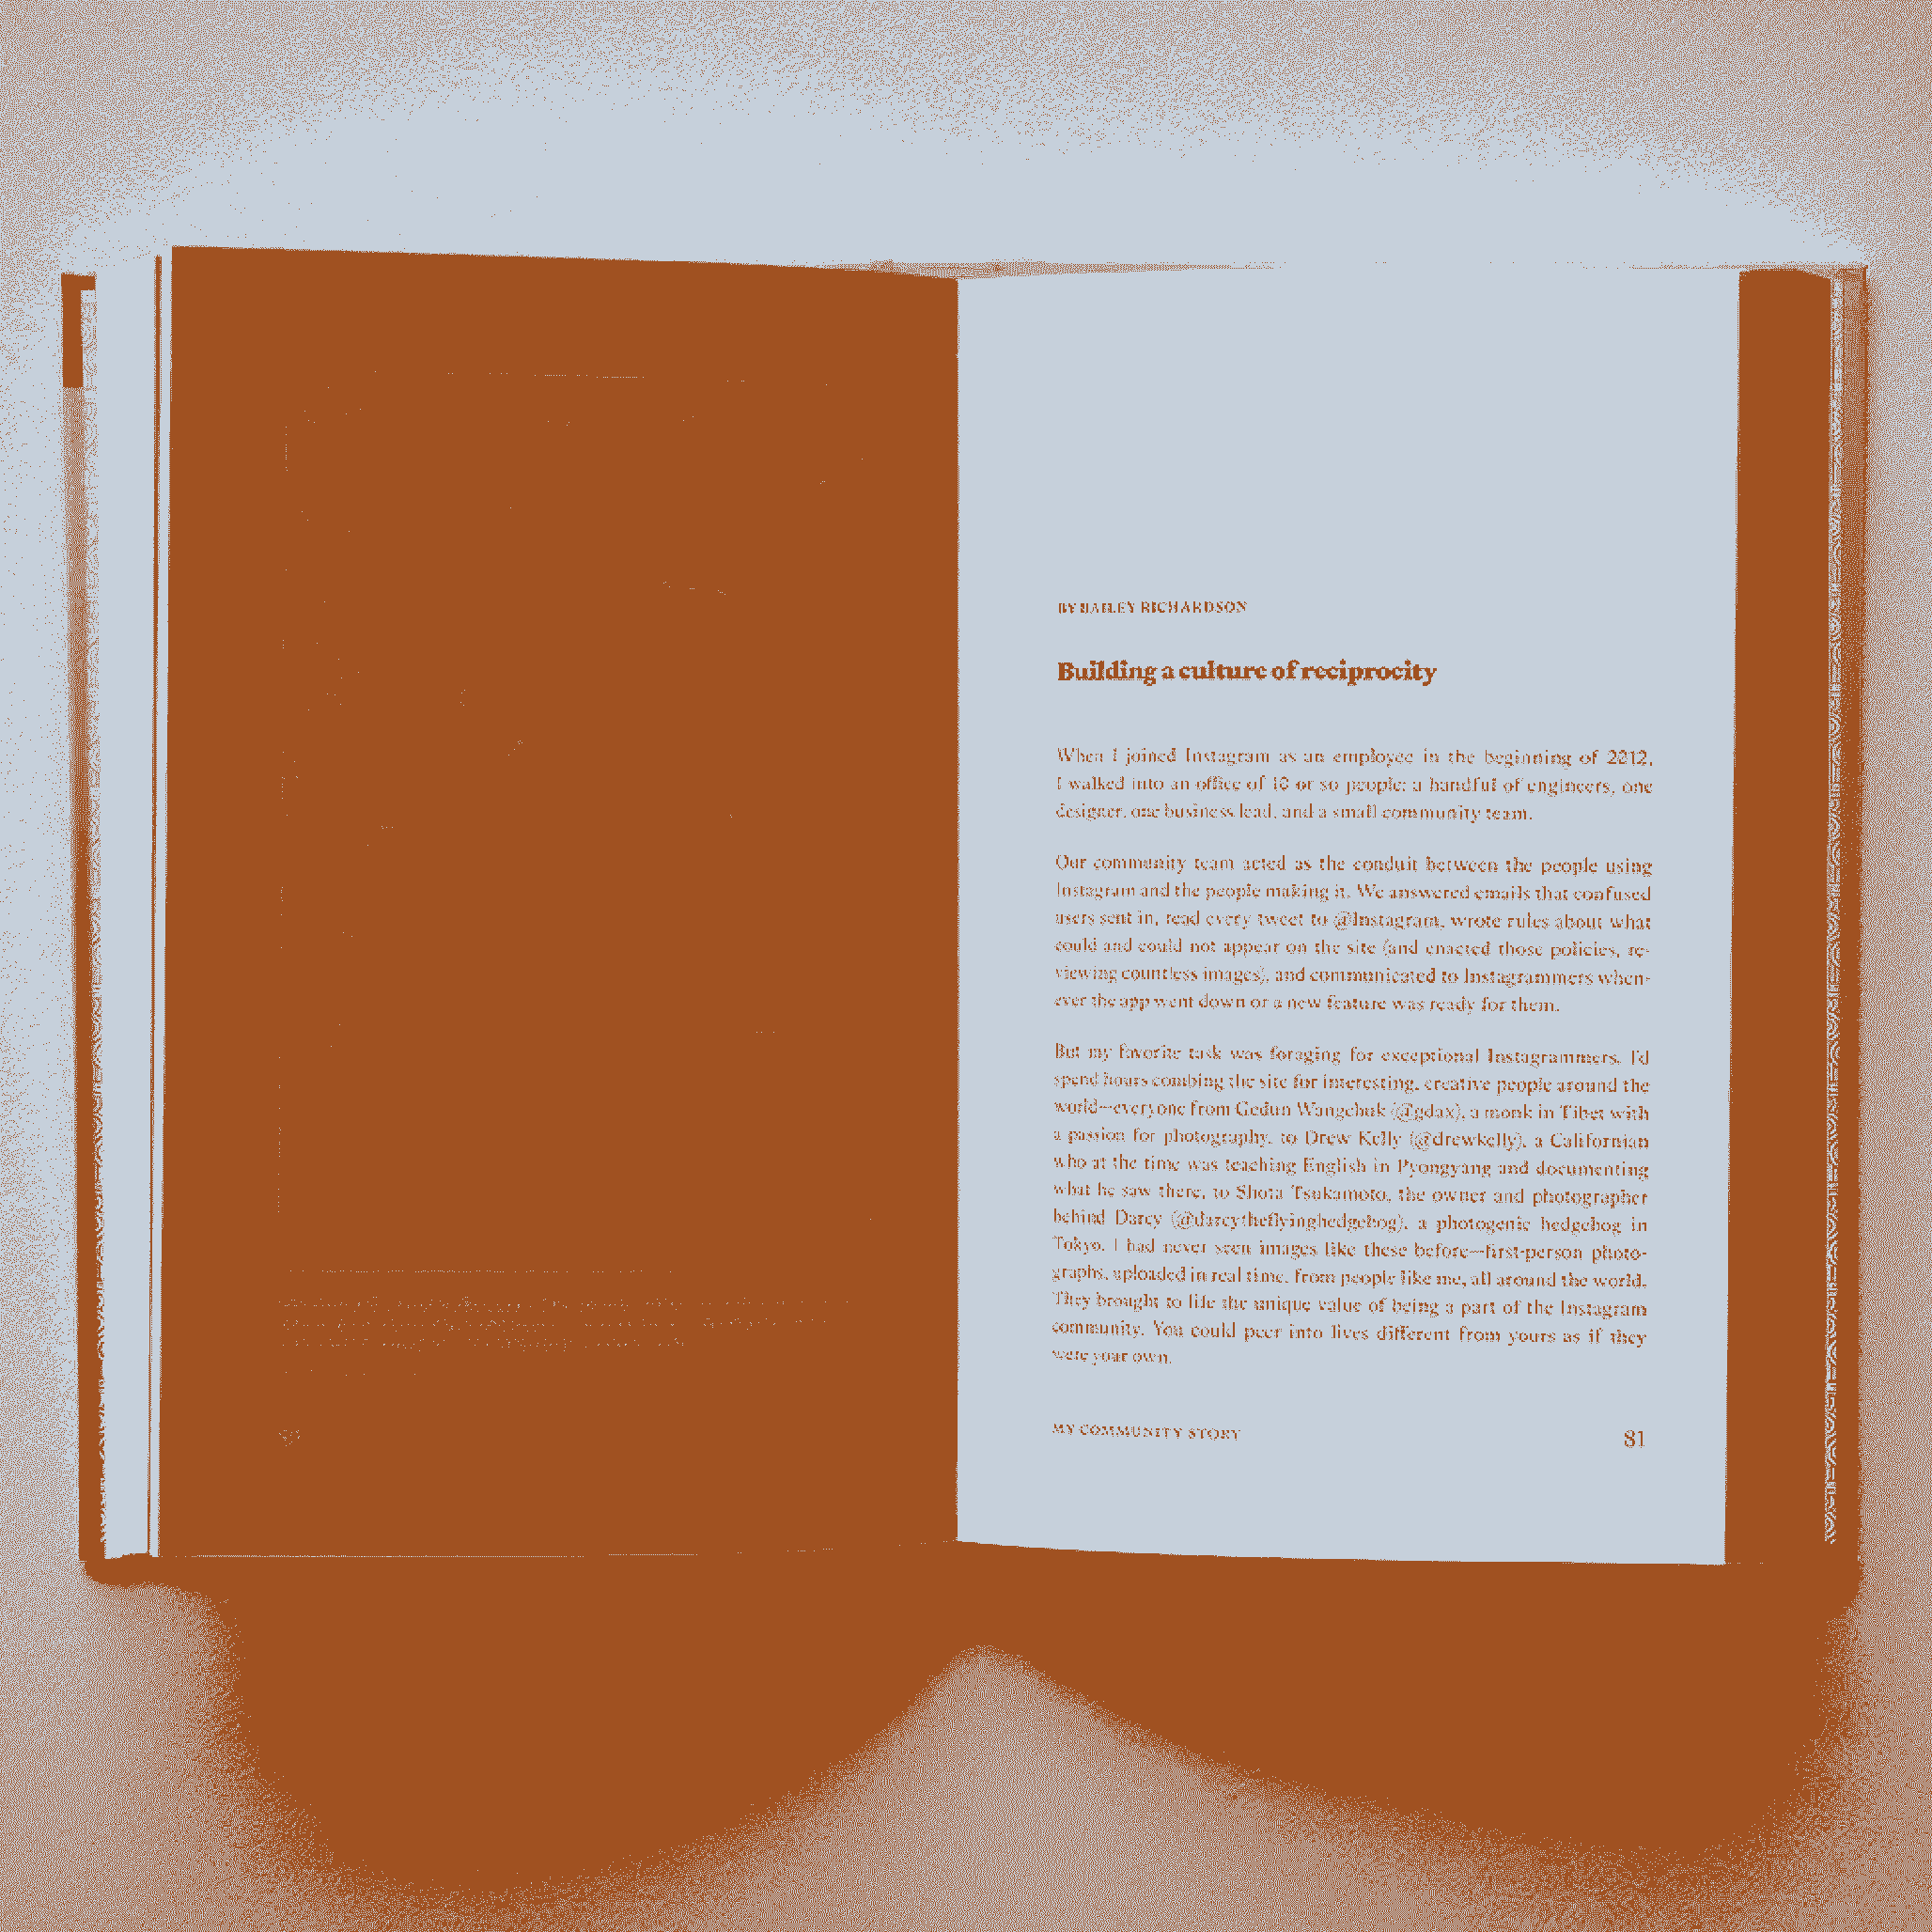 BY BAILEY RICHARDSON
Building a culture of reciprocity
When I joined Instagram as an employee in the beginning of 2012,
I walked into an office of 10 or so people: a handful of engineers, one
designer, one business lead, and a small community team.
Our community team acted as the conduit between the people using
Instagram and the people making it. We answered emails that confused
users sent in, read every tweet to @Instagram, wrote rules about what
could and could not appear on the site (and enacted those policies, re-
viewing countless images), and communicated to Instagrammers when-
ever the app went down or a new feature was ready for them.
But my favorite task was foraging for exceptional Instagrammers. I'd
spend hours combing the site for interesting, creative people around the
world—everyone from Gedun Wangchuk (@gdax), a monk in Tibet with
a passion for photography, to Drew Kelly (@drewkelly), a Californian
who at the time was teaching English in Pyongyang and documenting
what he saw there, to Shota Tsukamoto, the owner and photographer
behind Darcy (@darcytheflyinghedgehog), a photogenic hedgehog in
Tokyo. I had never seen images like these before—first-person photo-
graphs, uploaded in real time, from people like me, all around the world.
They brought to life the unique value of being a part of the Instagram
community. You could peer into lives different from yours as if they
were your own.
MY COMMUNITY STORY
81